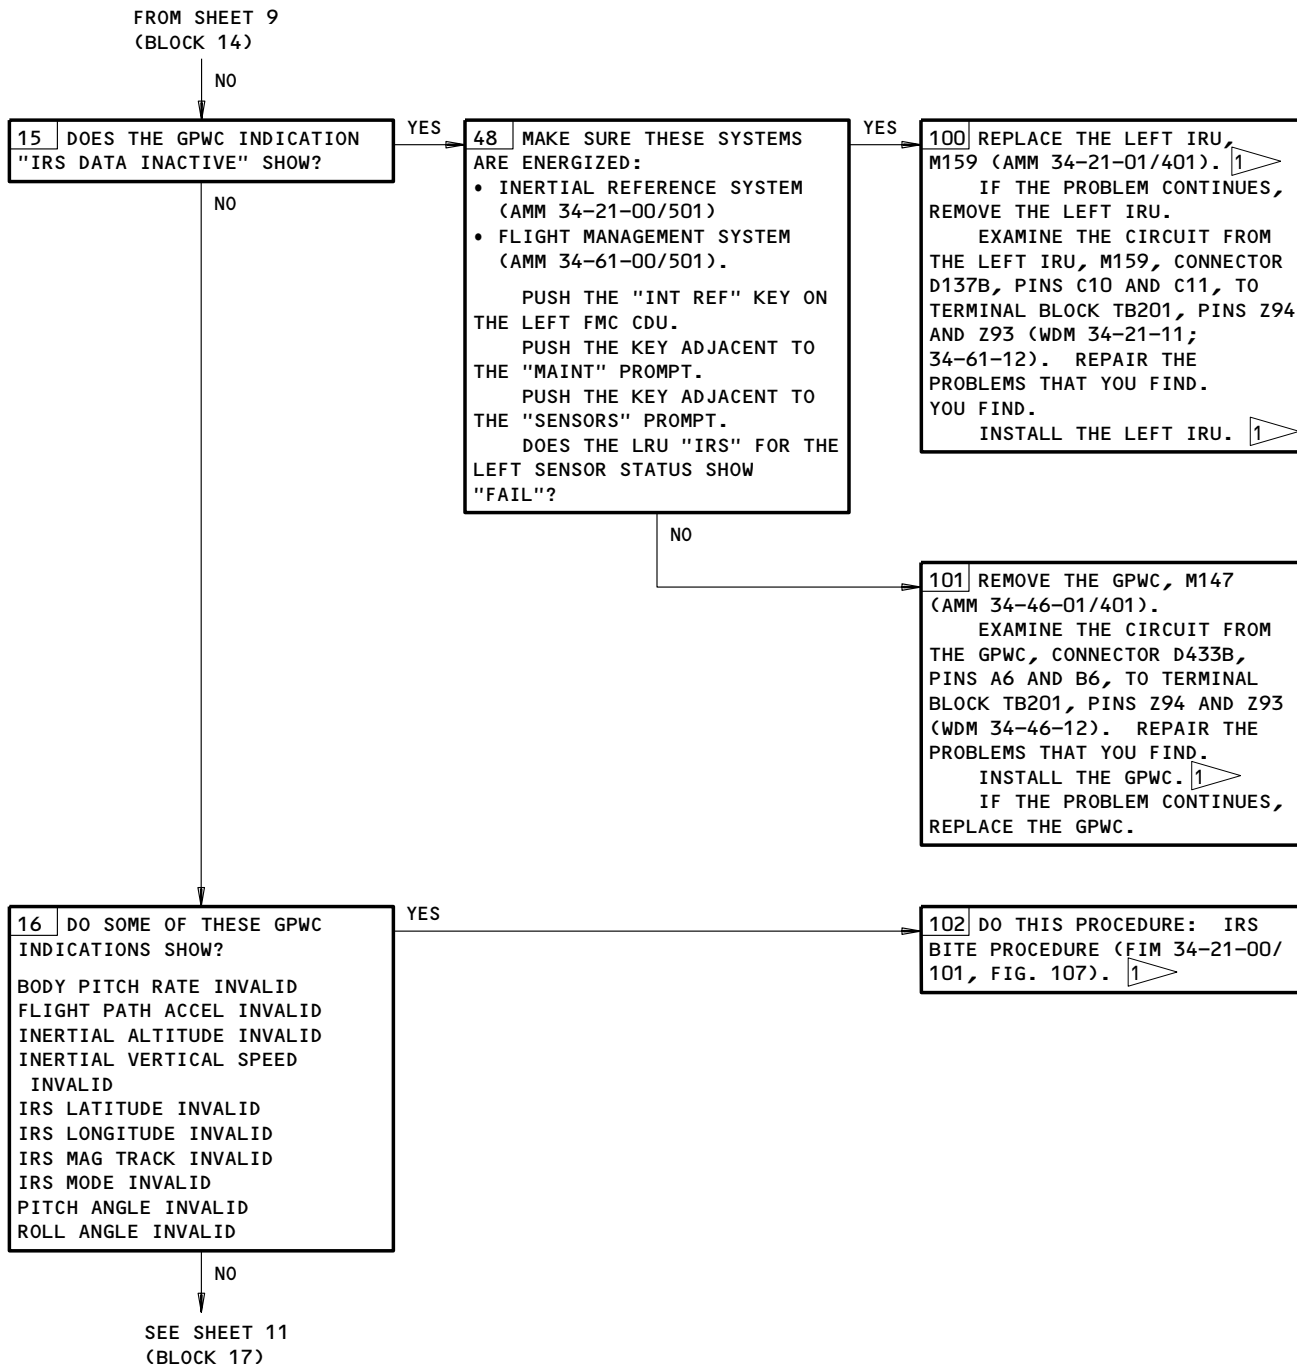 FROM SHEET 9
(BLOCK 14)
NO
15 DOES THE GPWC INDICATION
"IRS DATA INACTIVE" SHOW?
YES
NO
48 MAKE SURE THESE SYSTEMS
ARE ENERGIZED:
• INERTIAL REFERENCE SYSTEM
(AMM 34-21-00/501)
• FLIGHT MANAGEMENT SYSTEM
(AMM 34-61-00/501).
PUSH THE "INT REF" KEY ON
THE LEFT FMC CDU.
PUSH THE KEY ADJACENT TO
THE "MAINT" PROMPT.
PUSH THE KEY ADJACENT TO
THE "SENSORS" PROMPT.
DOES THE LRU "IRS" FOR THE
LEFT SENSOR STATUS SHOW
"FAIL"?
YES
NO
100 REPLACE THE LEFT IRU,
M159 (AMM 34-21-01/401). 1
IF THE PROBLEM CONTINUES,
REMOVE THE LEFT IRU.
EXAMINE THE CIRCUIT FROM
THE LEFT IRU, M159, CONNECTOR
D137B, PINS C10 AND C11, TO
TERMINAL BLOCK TB201, PINS Z94
AND Z93 (WDM 34-21-11;
34-61-12). REPAIR THE
PROBLEMS THAT YOU FIND.
YOU FIND.
INSTALL THE LEFT IRU. 1
101 REMOVE THE GPWC, M147
(AMM 34-46-01/401).
EXAMINE THE CIRCUIT FROM
THE GPWC, CONNECTOR D433B,
PINS A6 AND B6, TO TERMINAL
BLOCK TB201, PINS Z94 AND Z93
(WDM 34-46-12). REPAIR THE
PROBLEMS THAT YOU FIND.
INSTALL THE GPWC. 1
IF THE PROBLEM CONTINUES,
REPLACE THE GPWC.
16 DO SOME OF THESE GPWC
INDICATIONS SHOW?
BODY PITCH RATE INVALID
FLIGHT PATH ACCEL INVALID
INERTIAL ALTITUDE INVALID
INERTIAL VERTICAL SPEED
INVALID
IRS LATITUDE INVALID
IRS LONGITUDE INVALID
IRS MAG TRACK INVALID
IRS MODE INVALID
PITCH ANGLE INVALID
ROLL ANGLE INVALID
YES
102 DO THIS PROCEDURE: IRS
BITE PROCEDURE (FIM 34-21-00/
101, FIG. 107). 1
NO
SEE SHEET 11
(BLOCK 17)